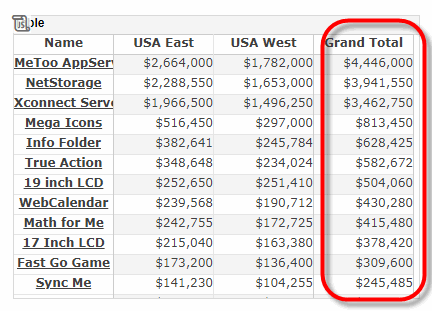 JS ble
Name USA East USA West Grand Total
MeToo AppServ $2,664,000 $1,782,000 $4,446,000
NetStorage $2,288,550 $1,653,000 $3,941,550
Xconnect Serve $1,966,500 $1,496,250 $3,462,750
Mega Icons $516,450 $297,000 $813,450
Info Folder $382,641 $245,784 $628,425
True Action $348,648 $234,024 $582,672
19 inch LCD $252,650 $251,410 $504,060
WebCalendar $239,568 $190,712 $430,280
Math for Me $242,755 $172,725 $415,480
17 Inch LCD $215,040 $163,380 $378,420
Fast Go Game $173,200 $136,400 $309,600
Sync Me $141,230 $104,255 $245,485